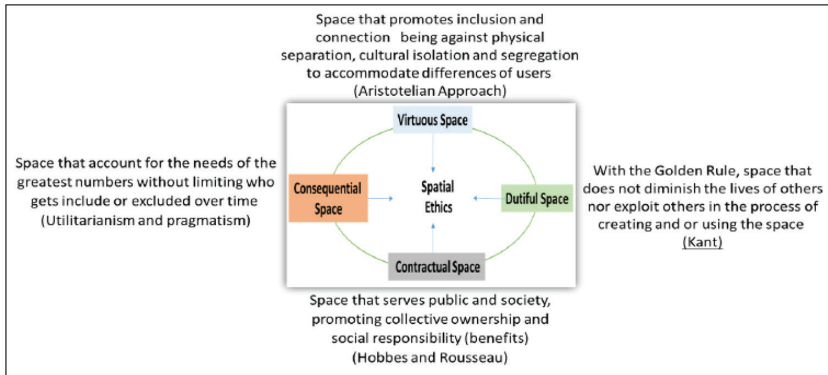 Space that promotes inclusion and
connection being against physical
separation, cultural isolation and segregation
to accommodate differences of users
(Aristotelian Approach)
Virtuous Space
Space that account for the needs of the
greatest numbers without limiting who
gets include or excluded over time
(Utilitarianism and pragmatism)
Consequential
Space
Spatial
Ethics
Dutiful Space
With the Golden Rule, space that
does not diminish the lives of others
nor exploit others in the process of
creating and or using the space
(Kant)
Contractual Space
Space that serves public and society,
promoting collective ownership and
social responsibility (benefits)
(Hobbes and Rousseau)